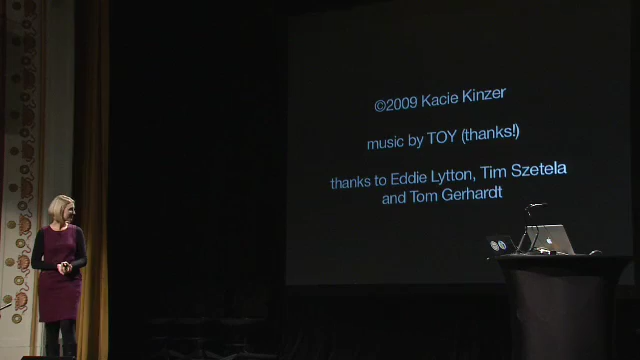 ©2009 Kacie Kinzer
music by TOY (thanks!)
thanks to Eddie Lytton, Tim Szetela
and Tom Gerhardt